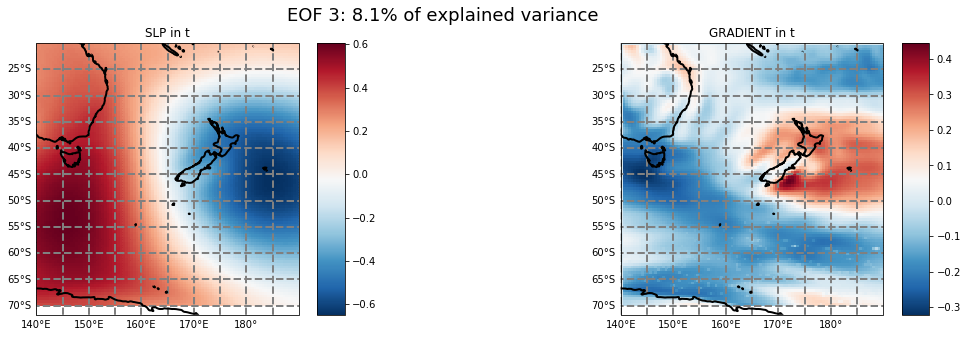 EOF 3: 8.1% of explained variance
SLP in t
25°S
30°S
35°S
40°S
45°S
50°S
55°S
60°S
65°S
70°S
140°E 150°E 160°E 170°E 180°
0.6
0.4
0.2
0.0
−0.2
−0.4
−0.6
GRADIENT in t
25°S
30°S
35°S
40°S
45°S
50°S
55°S
60°S
65°S
70°S
140°E 150°E 160°E 170°E 180°
0.4
0.3
0.2
0.1
0.0
−0.1
−0.2
−0.3